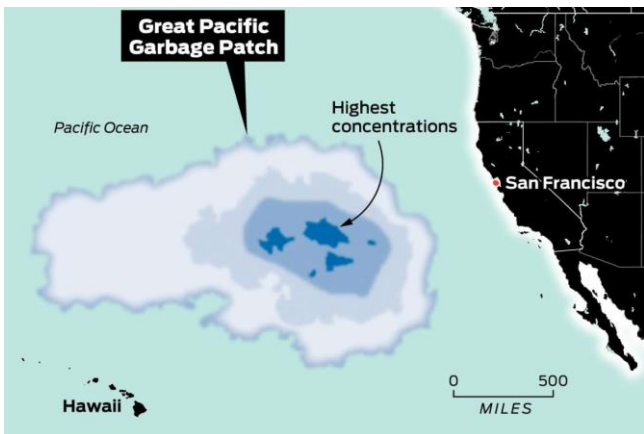 Great Pacific
Garbage Patch
Highest
concentrations
Pacific Ocean
San Francisco
Hawaii
0 500
MILES